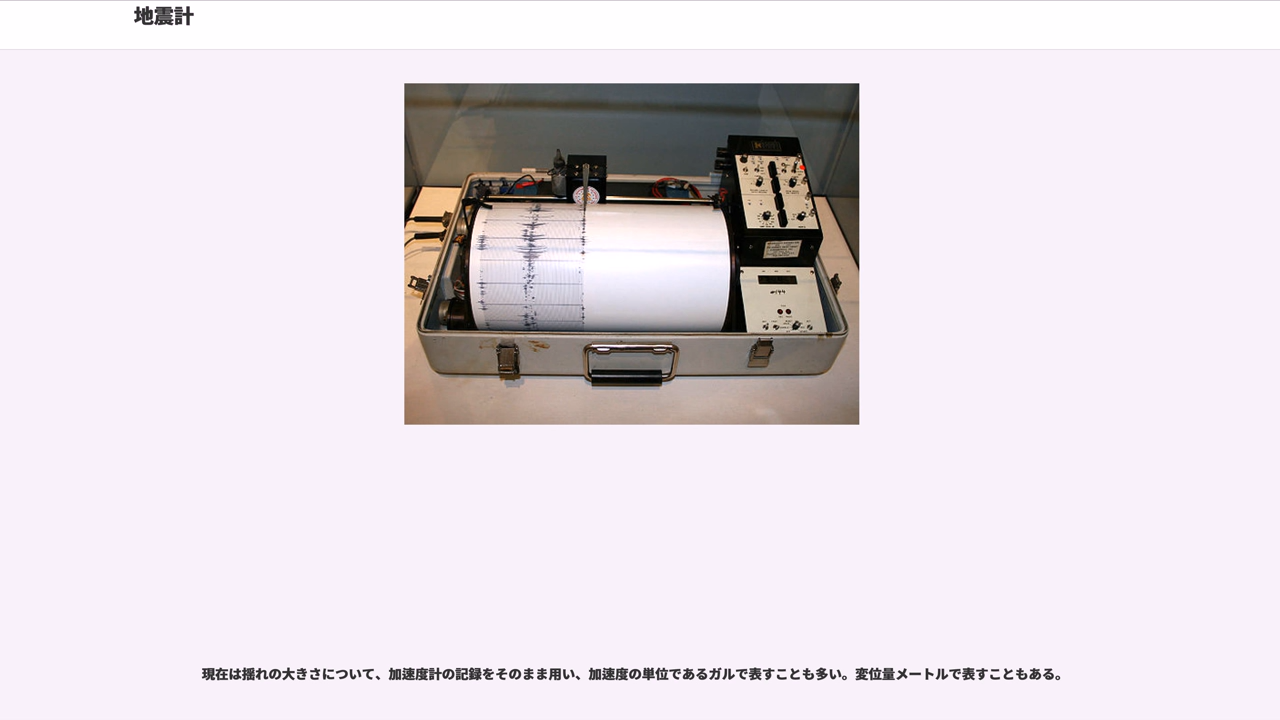 地震計
現在は揺れの大きさについて、加速度計の記録をそのまま用い、加速度の単位であるガルで表すことも多い。変位量メートルで表すこともある。